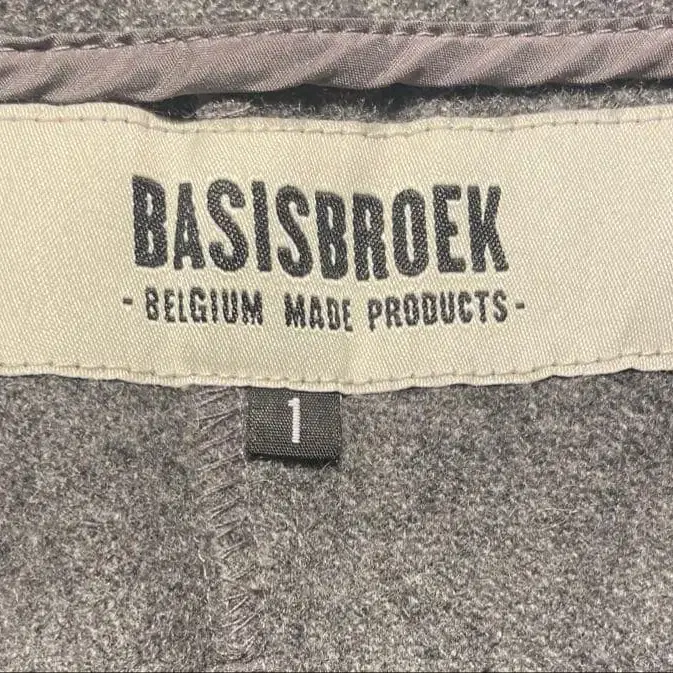 BASISBROEK
- BELGIUM MADE PRODUCTS -
1